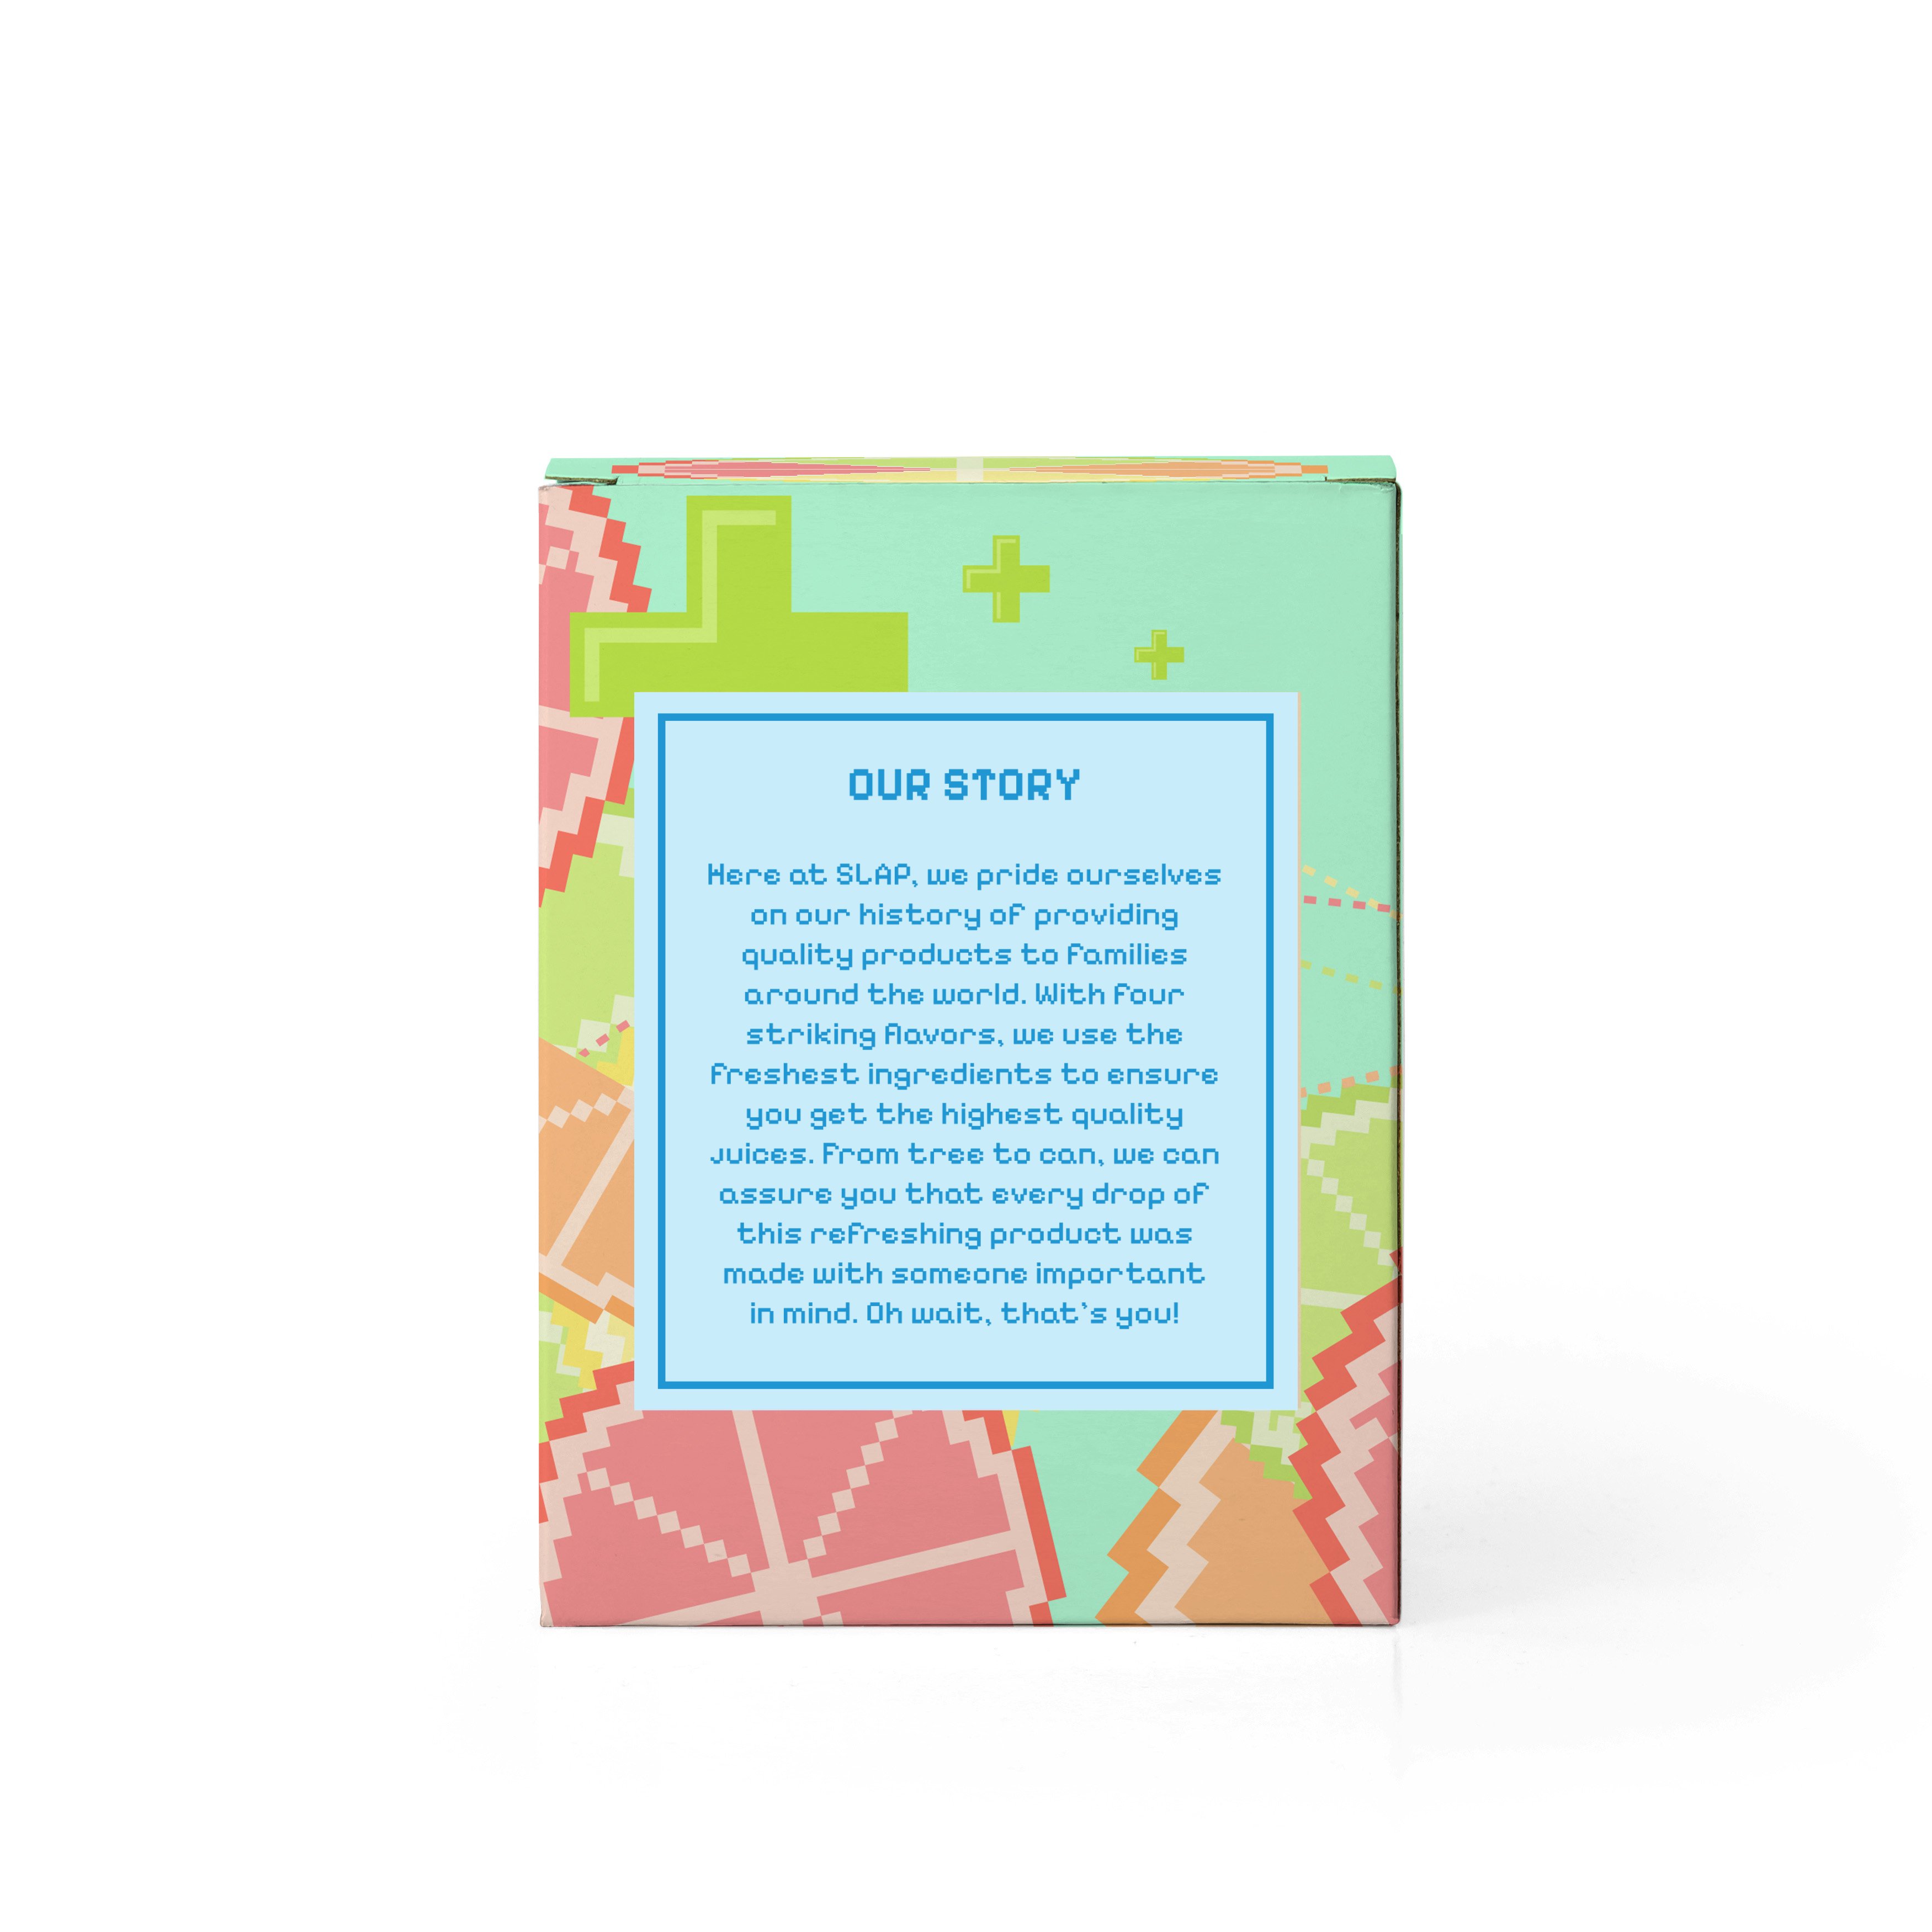 OUR STORY
Here at SLAP, we pride ourselves
on our history of providing
quality products to families
around the world. With four
striking flavors, we use the
freshest ingredients to ensure
you get the highest quality
juices. From tree to can, we can
assure you that every drop of
this refreshing product was
made with someone important
in mind. Oh wait, that's you!